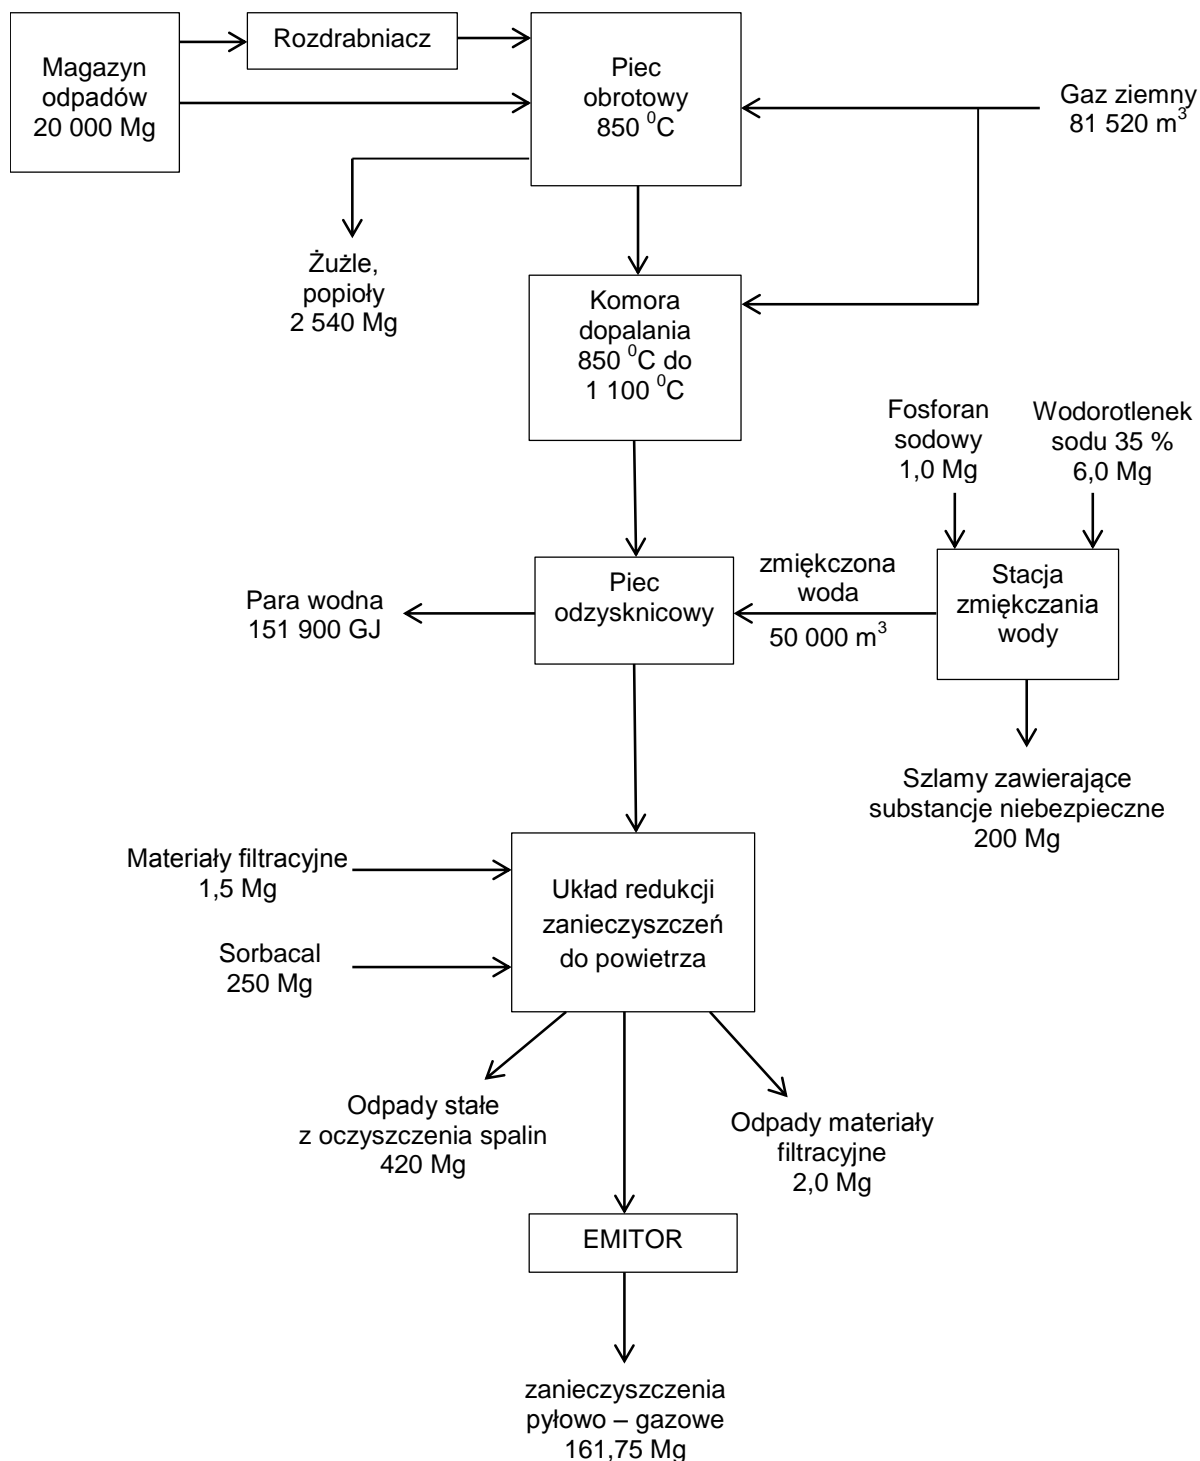 Magazyn
odpadów
20 000 Mg
Rozdrabniacz
Piec
obrotowy
850 ⁰C
Gaz ziemny
81 520 m³
Żużle,
popioły
2 540 Mg
Komora
dopalania
850 ⁰C do
1 100 ⁰C
Fosforan
sodowy
1,0 Mg
Wodorotlenek
sodu 35 %
6,0 Mg
Para wodna
151 900 GJ
Piec
odzysknicowy
zmiękczona
woda
50 000 m³
Stacja
zmiękczania
wody
Szlamy zawierające
substancje niebezpieczne
200 Mg
Materiały filtracyjne
1,5 Mg
Sorbacal
250 Mg
Układ redukcji
zanieczyszczeń
do powietrza
Odpady stałe
z oczyszczenia spalin
420 Mg
Odpady materiały
filtracyjne
2,0 Mg
EMITOR
zanieczyszczenia
pyłowo – gazowe
161,75 Mg